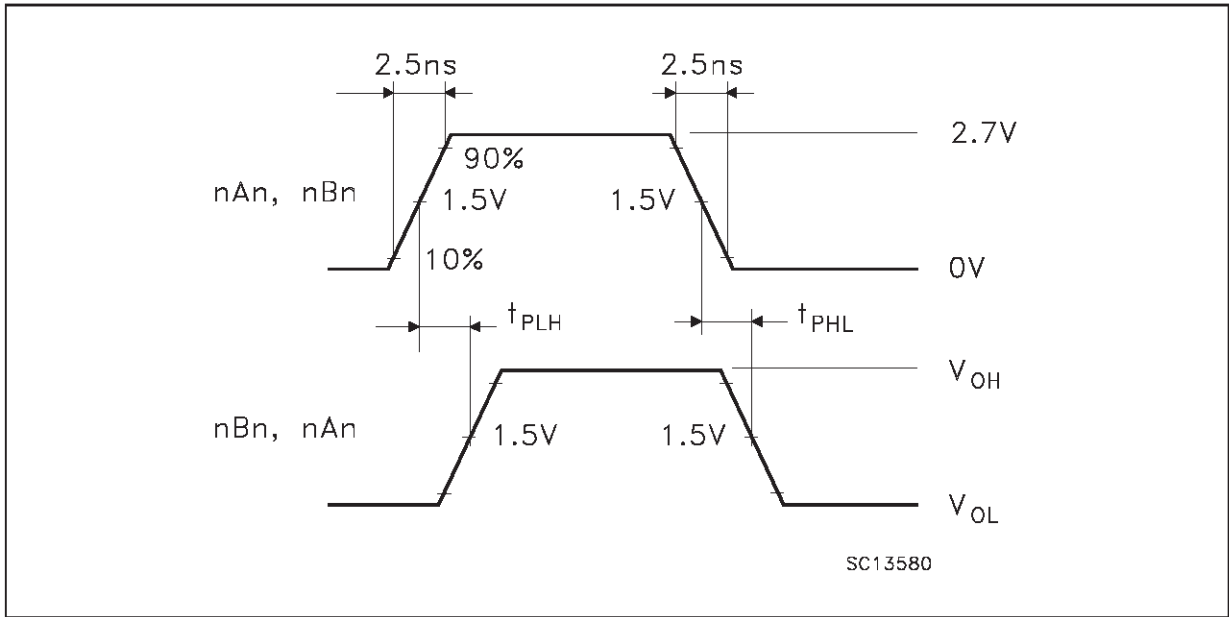 2.5ns 2.5ns
2.7V
90%
nAn, nBn 1.5V 1.5V
10% 0V
tPLH tPHL
VOH
nBn, nAn 1.5V 1.5V
VOL
SC13580